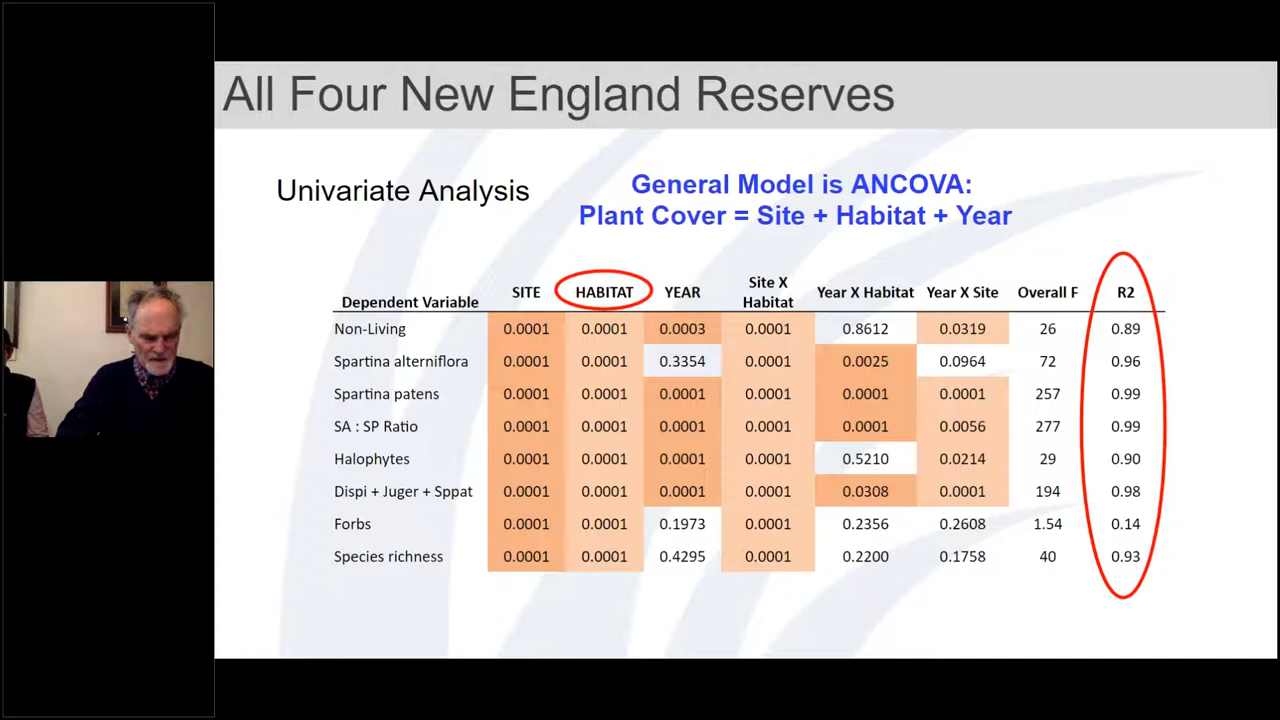 All Four New England Reserves
Univariate Analysis
General Model is ANCOVA:
Plant Cover = Site + Habitat + Year
Dependent Variable SITE HABITAT YEAR Site X Habitat Year X Habitat Year X Site Overall F R2
Non-Living 0.0001 0.0001 0.0003 0.0001 0.8612 0.0319 26 0.89
Spartina alterniflora 0.0001 0.0001 0.3354 0.0001 0.0025 0.0964 72 0.96
Spartina patens 0.0001 0.0001 0.0001 0.0001 0.0001 0.0001 257 0.99
SA : SP Ratio 0.0001 0.0001 0.0001 0.0001 0.0001 0.0056 277 0.99
Halophytes 0.0001 0.0001 0.0001 0.0001 0.5210 0.0214 29 0.90
Dispi + Juger + Sppat 0.0001 0.0001 0.0001 0.0001 0.0308 0.0001 194 0.98
Forbs 0.0001 0.0001 0.1973 0.0001 0.2356 0.2608 1.54 0.14
Species richness 0.0001 0.0001 0.4295 0.0001 0.2200 0.1758 40 0.93